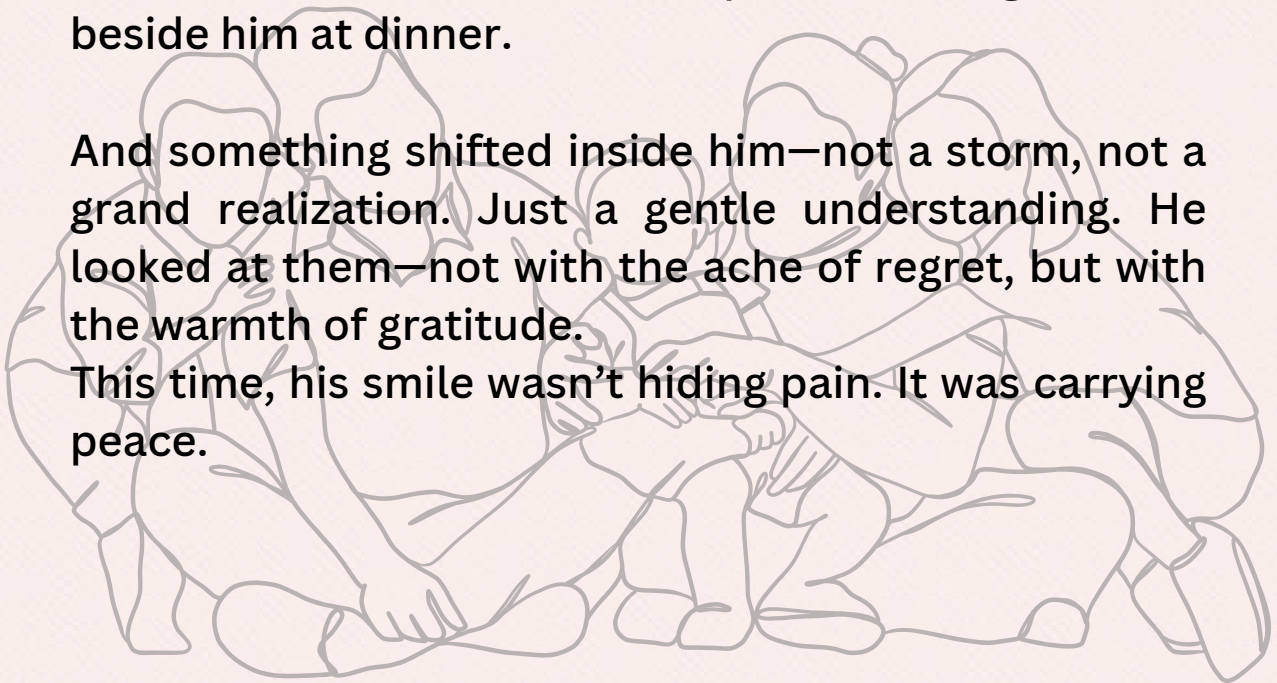 beside him at dinner.
And something shifted inside him—not a storm, not a
grand realization. Just a gentle understanding. He
looked at them—not with the ache of regret, but with
the warmth of gratitude.
This time, his smile wasn’t hiding pain. It was carrying
peace.